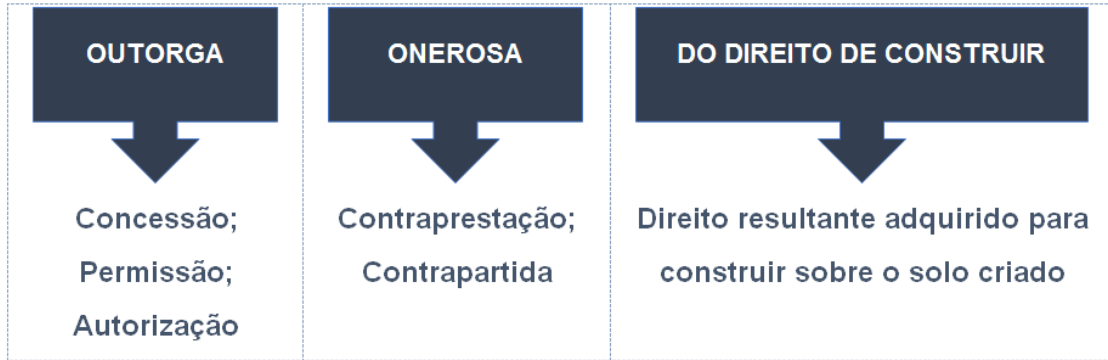 OUTORGA
Concessão;
Permissão;
Autorização
ONEROSA
Contraprestação;
Contrapartida
DO DIREITO DE CONSTRUIR
Direito resultante adquirido para
construir sobre o solo criado